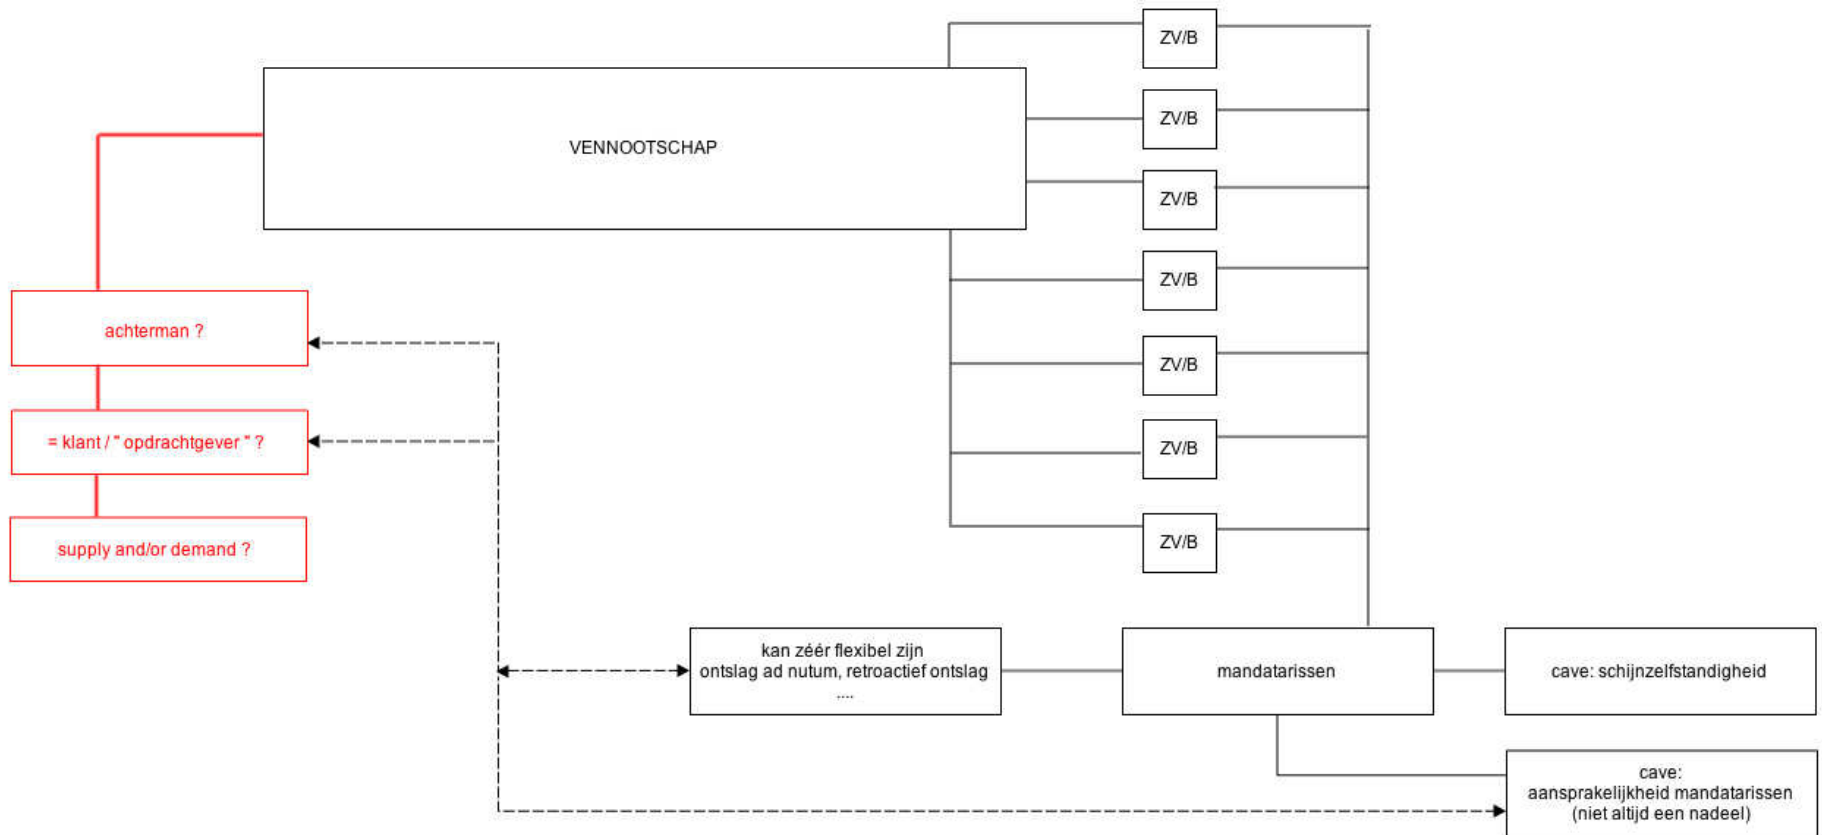 ZV/B
VENNOOTSCHAP
ZV/B
ZV/B
ZV/B
ZV/B
ZV/B
ZV/B
achterman ?
= klant / " opdrachtgever " ?
supply and/or demand ?
kan zéér flexibel zijn
ontslag ad nutum, retroactief ontslag
....
mandatarissen
cave: schijnzelfstandigheid
cave:
aansprakelijkheid mandatarissen
(niet altijd een nadeel)